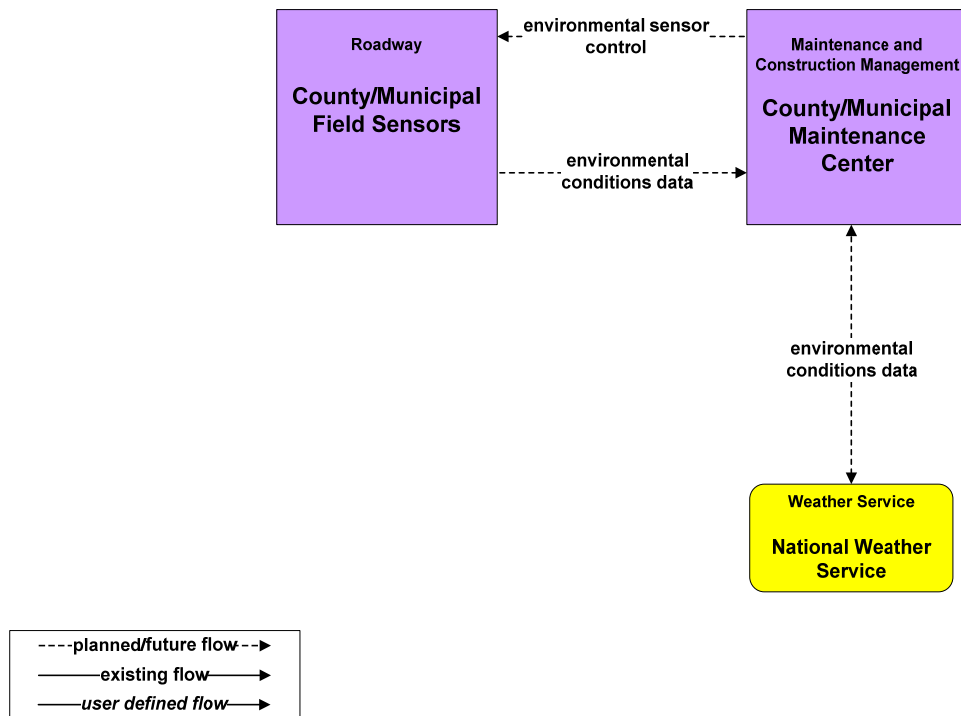 Roadway
County/Municipal
Field Sensors
environmental sensor
control
environmental
conditions data
Maintenance and
Construction Management
County/Municipal
Maintenance
Center
environmental
conditions data
Weather Service
National Weather
Service
planned/future flow
existing flow
user defined flow